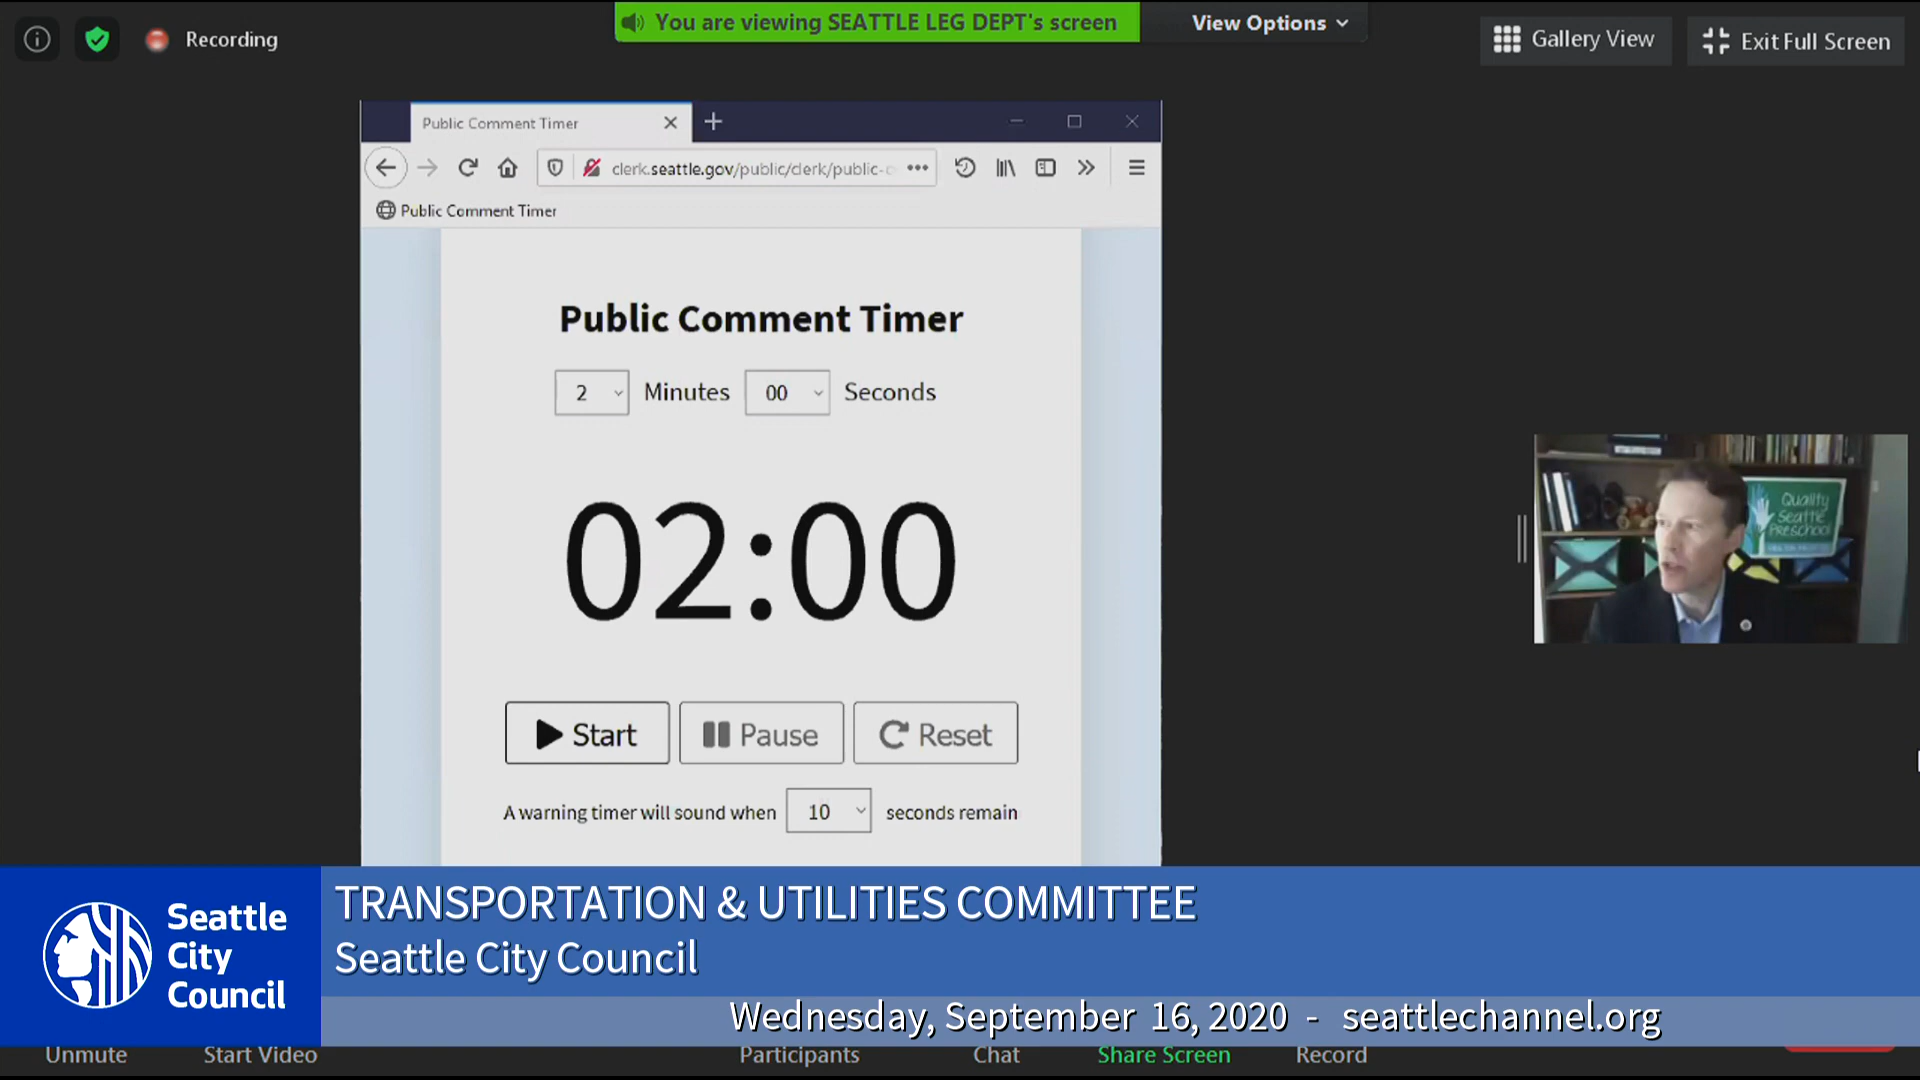 Recording
You are viewing SEATTLE LEG DEPT's screen
View Options
Gallery View
Exit Full Screen
Public Comment Timer
clerk.seattle.gov/public/clerk/public-c
Public Comment Timer
Public Comment Timer
2 Minutes 00 Seconds
02:00
Start Pause Reset
A warning timer will sound when 10 seconds remain
Quality
Seattle
PRESCHOOL
Seattle
City
Council
TRANSPORTATION & UTILITIES COMMITTEE
Seattle City Council
Wednesday, September 16, 2020 - seattlechannel.org
Unmute Start Video Participants Chat Share Screen Record